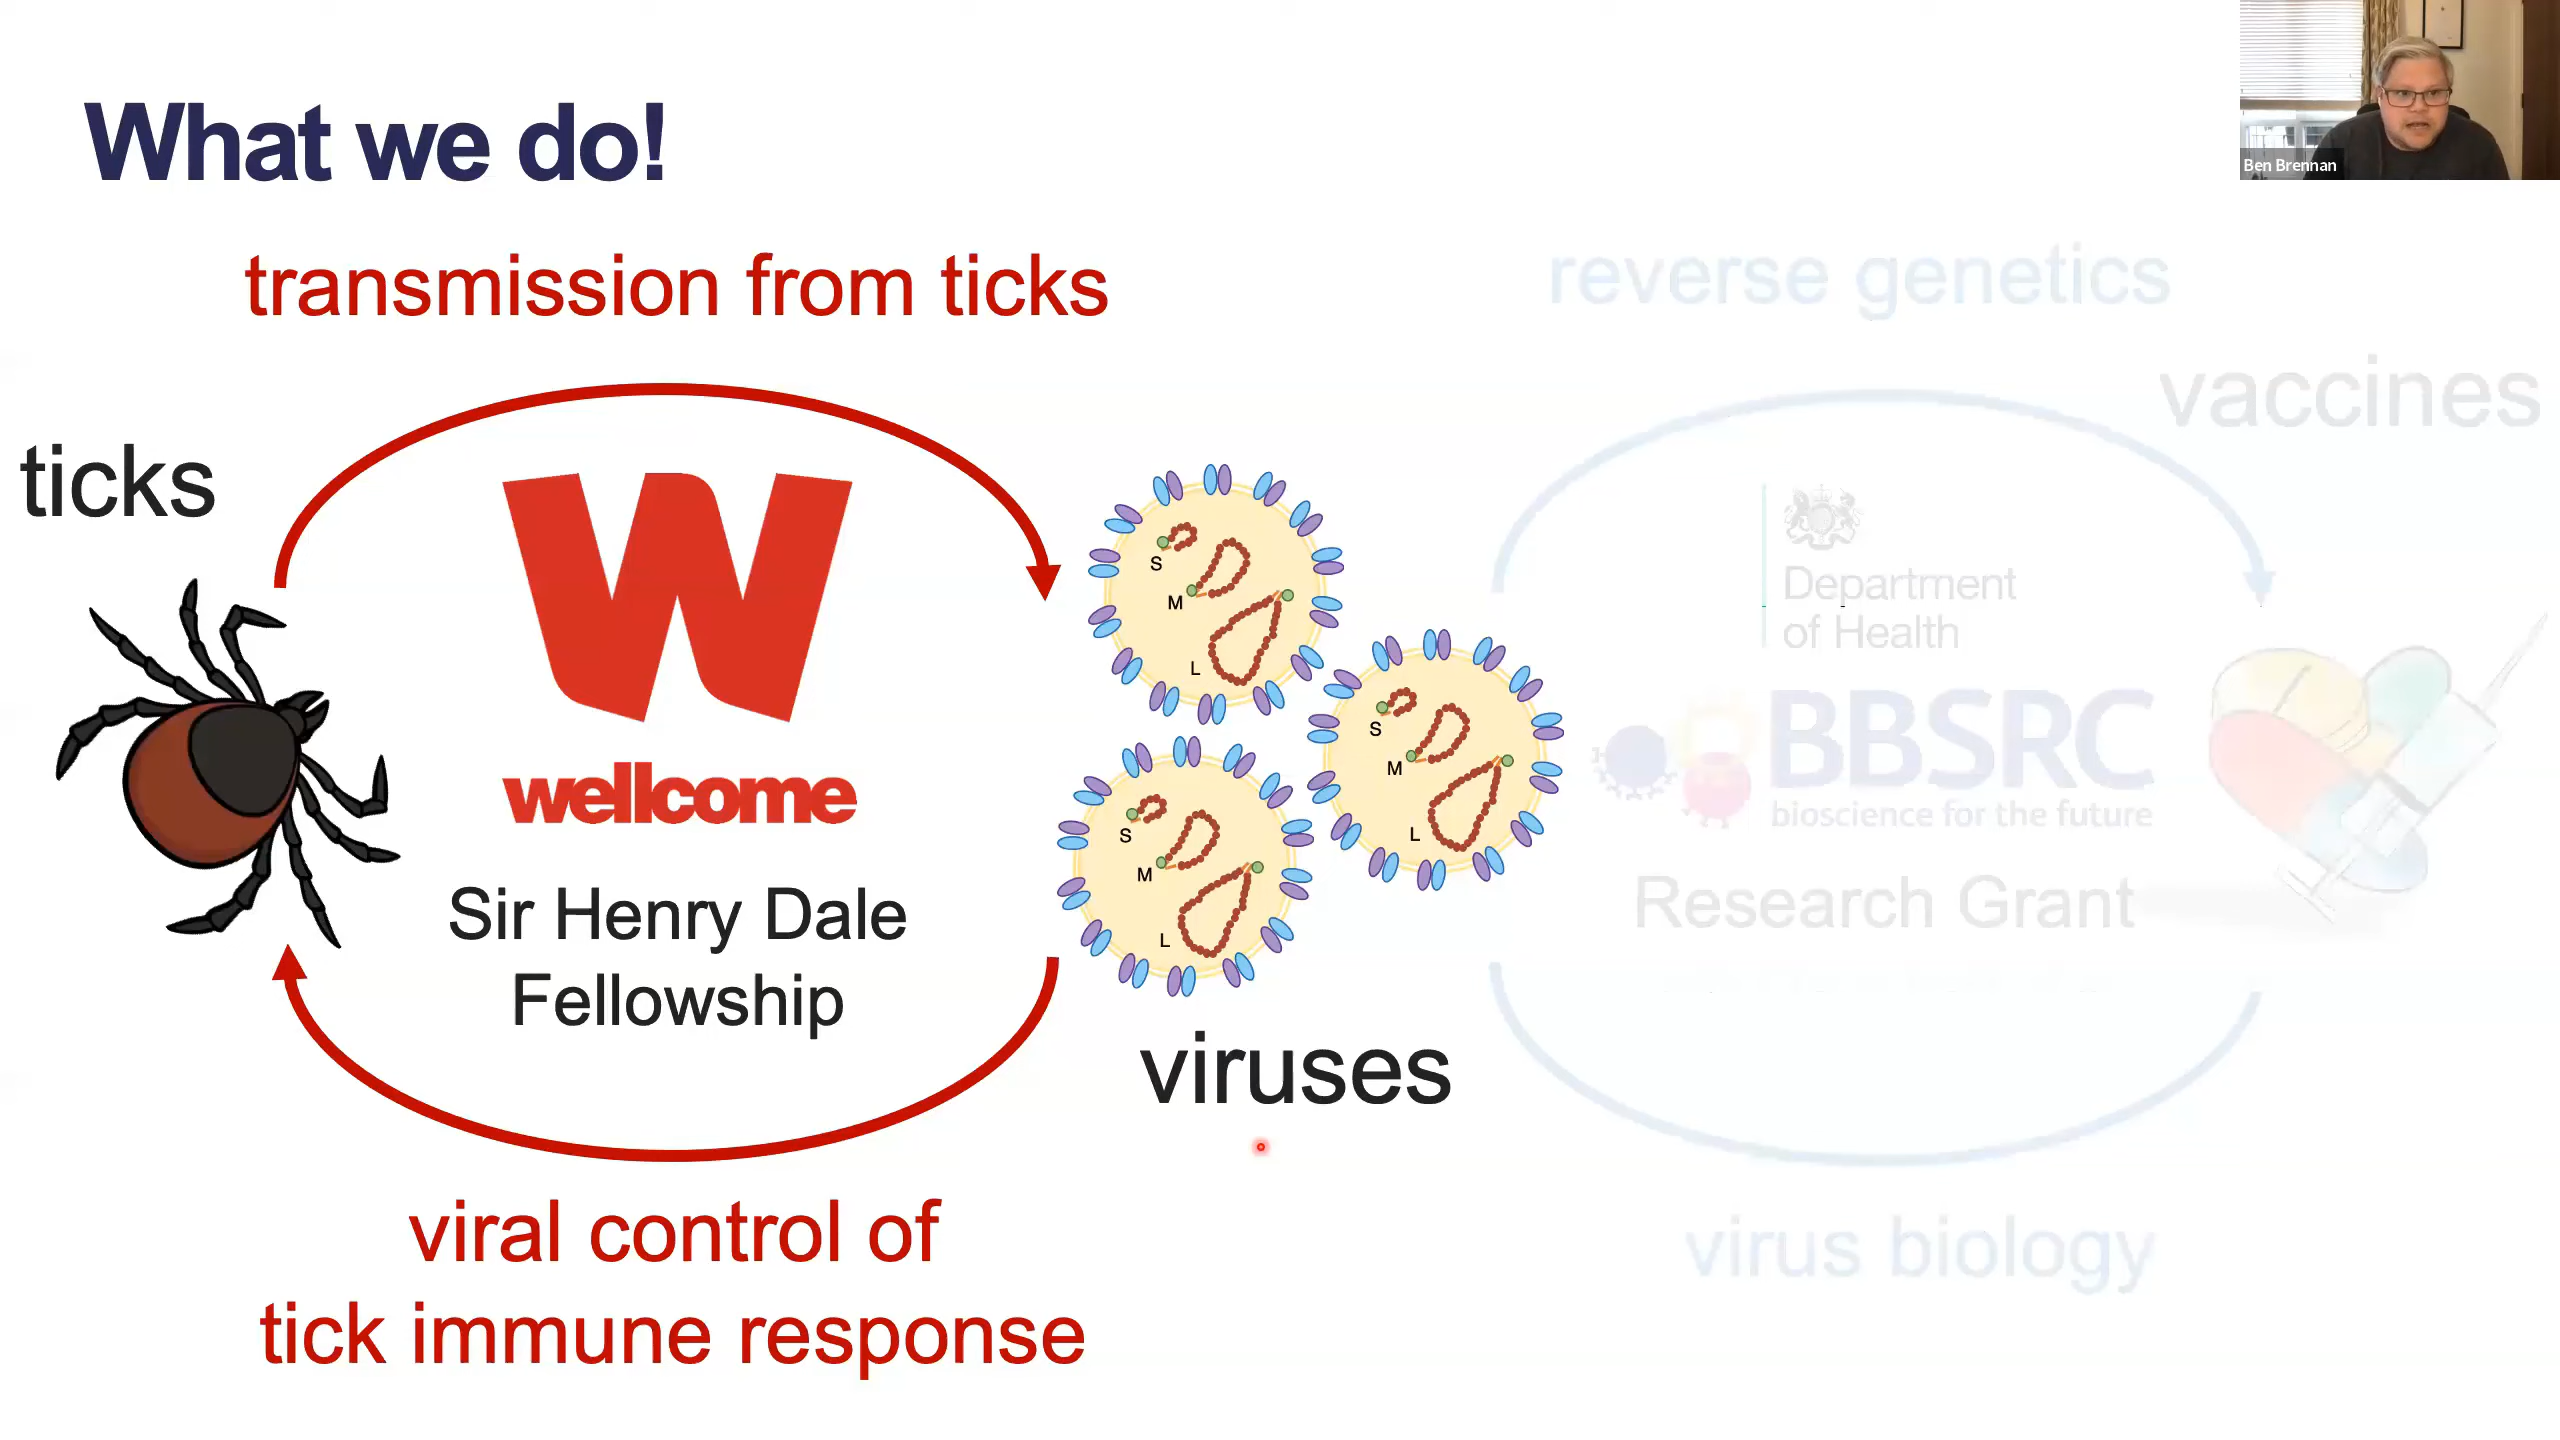 What we do!
Ben Brennan
transmission from ticks
reverse genetics
vaccines
ticks
W
wellcome
Sir Henry Dale
Fellowship
S
M
L
S
M
L
S
M
L
viruses
Department
of Health
BBSRC
bioscience for the future
Research Grant
viral control of
tick immune response
virus biology